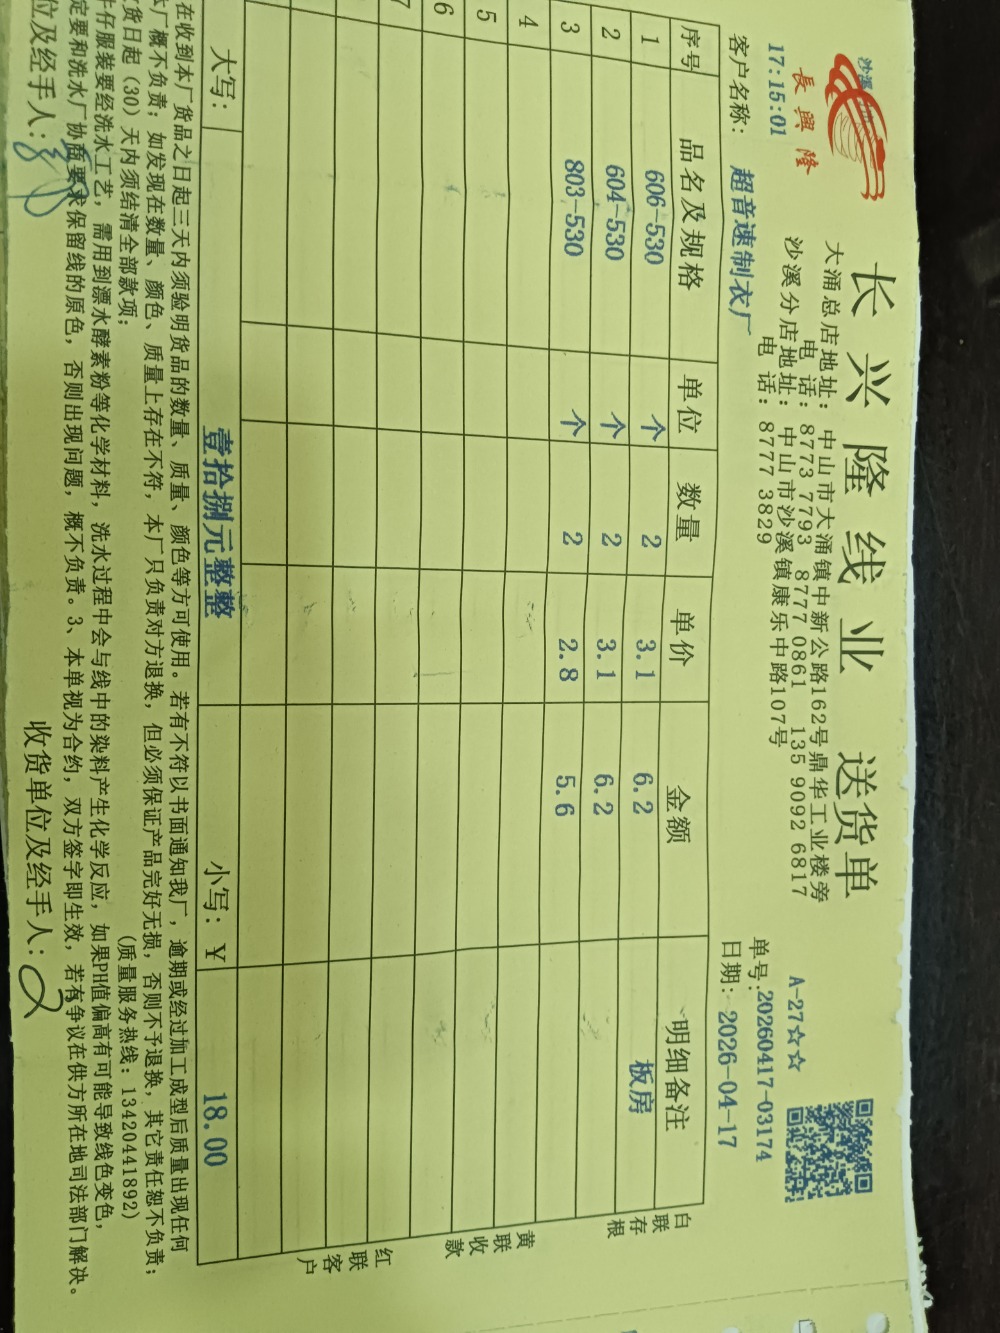 長興隆
长兴隆线业 送货单
A-27☆☆☆
大涌总店地址：中山市大涌镇中新公路162号鼎华工业楼旁
电话：8773 7793 8777 0861 135 9092 6817
沙溪分店地址：中山市沙溪镇康乐中路107号
电话：8777 3829
17:15:01
单号:20260417-03174
客户名称：超音速制衣厂
日期：2026-04-17
序号 品名及规格 单位 数量 单价 金额 明细备注
1 606-530 个 2 3.1 6.2 板房
2 604-530 个 2 3.1 6.2
3 803-530 个 2 2.8 5.6
4
5
6
7
大写：壹拾捌元整整 小写：¥ 18.00
白联存根
黄联收款
红联客户
在收到本厂货品之日起三天内须验明货品的数量、质量、颜色等方可使用。若有不符以书面通知我厂，逾期或经过加工成型后质量出现任何
本厂概不负责；如发现在数量、颜色、质量上存在不符，本厂只负责对方退换，但必须保证产品完好无损，否则不予退换，其它责任恕不负责；
货日起（30）天内须结清全部款项； (质量服务热线：13420441892)
仔服装要经洗水工艺，需用到漂水酵素粉等化学材料，洗水过程中会与线中的染料产生化学反应，如果PH值偏高有可能导致线色变色，
定要和洗水厂协商要求保留线的原色，否则出现问题，概不负责。3、本单视为合约，双方签字即生效，若有争议在供方所在地司法部门解决。
位及经手人： 收货单位及经手人：